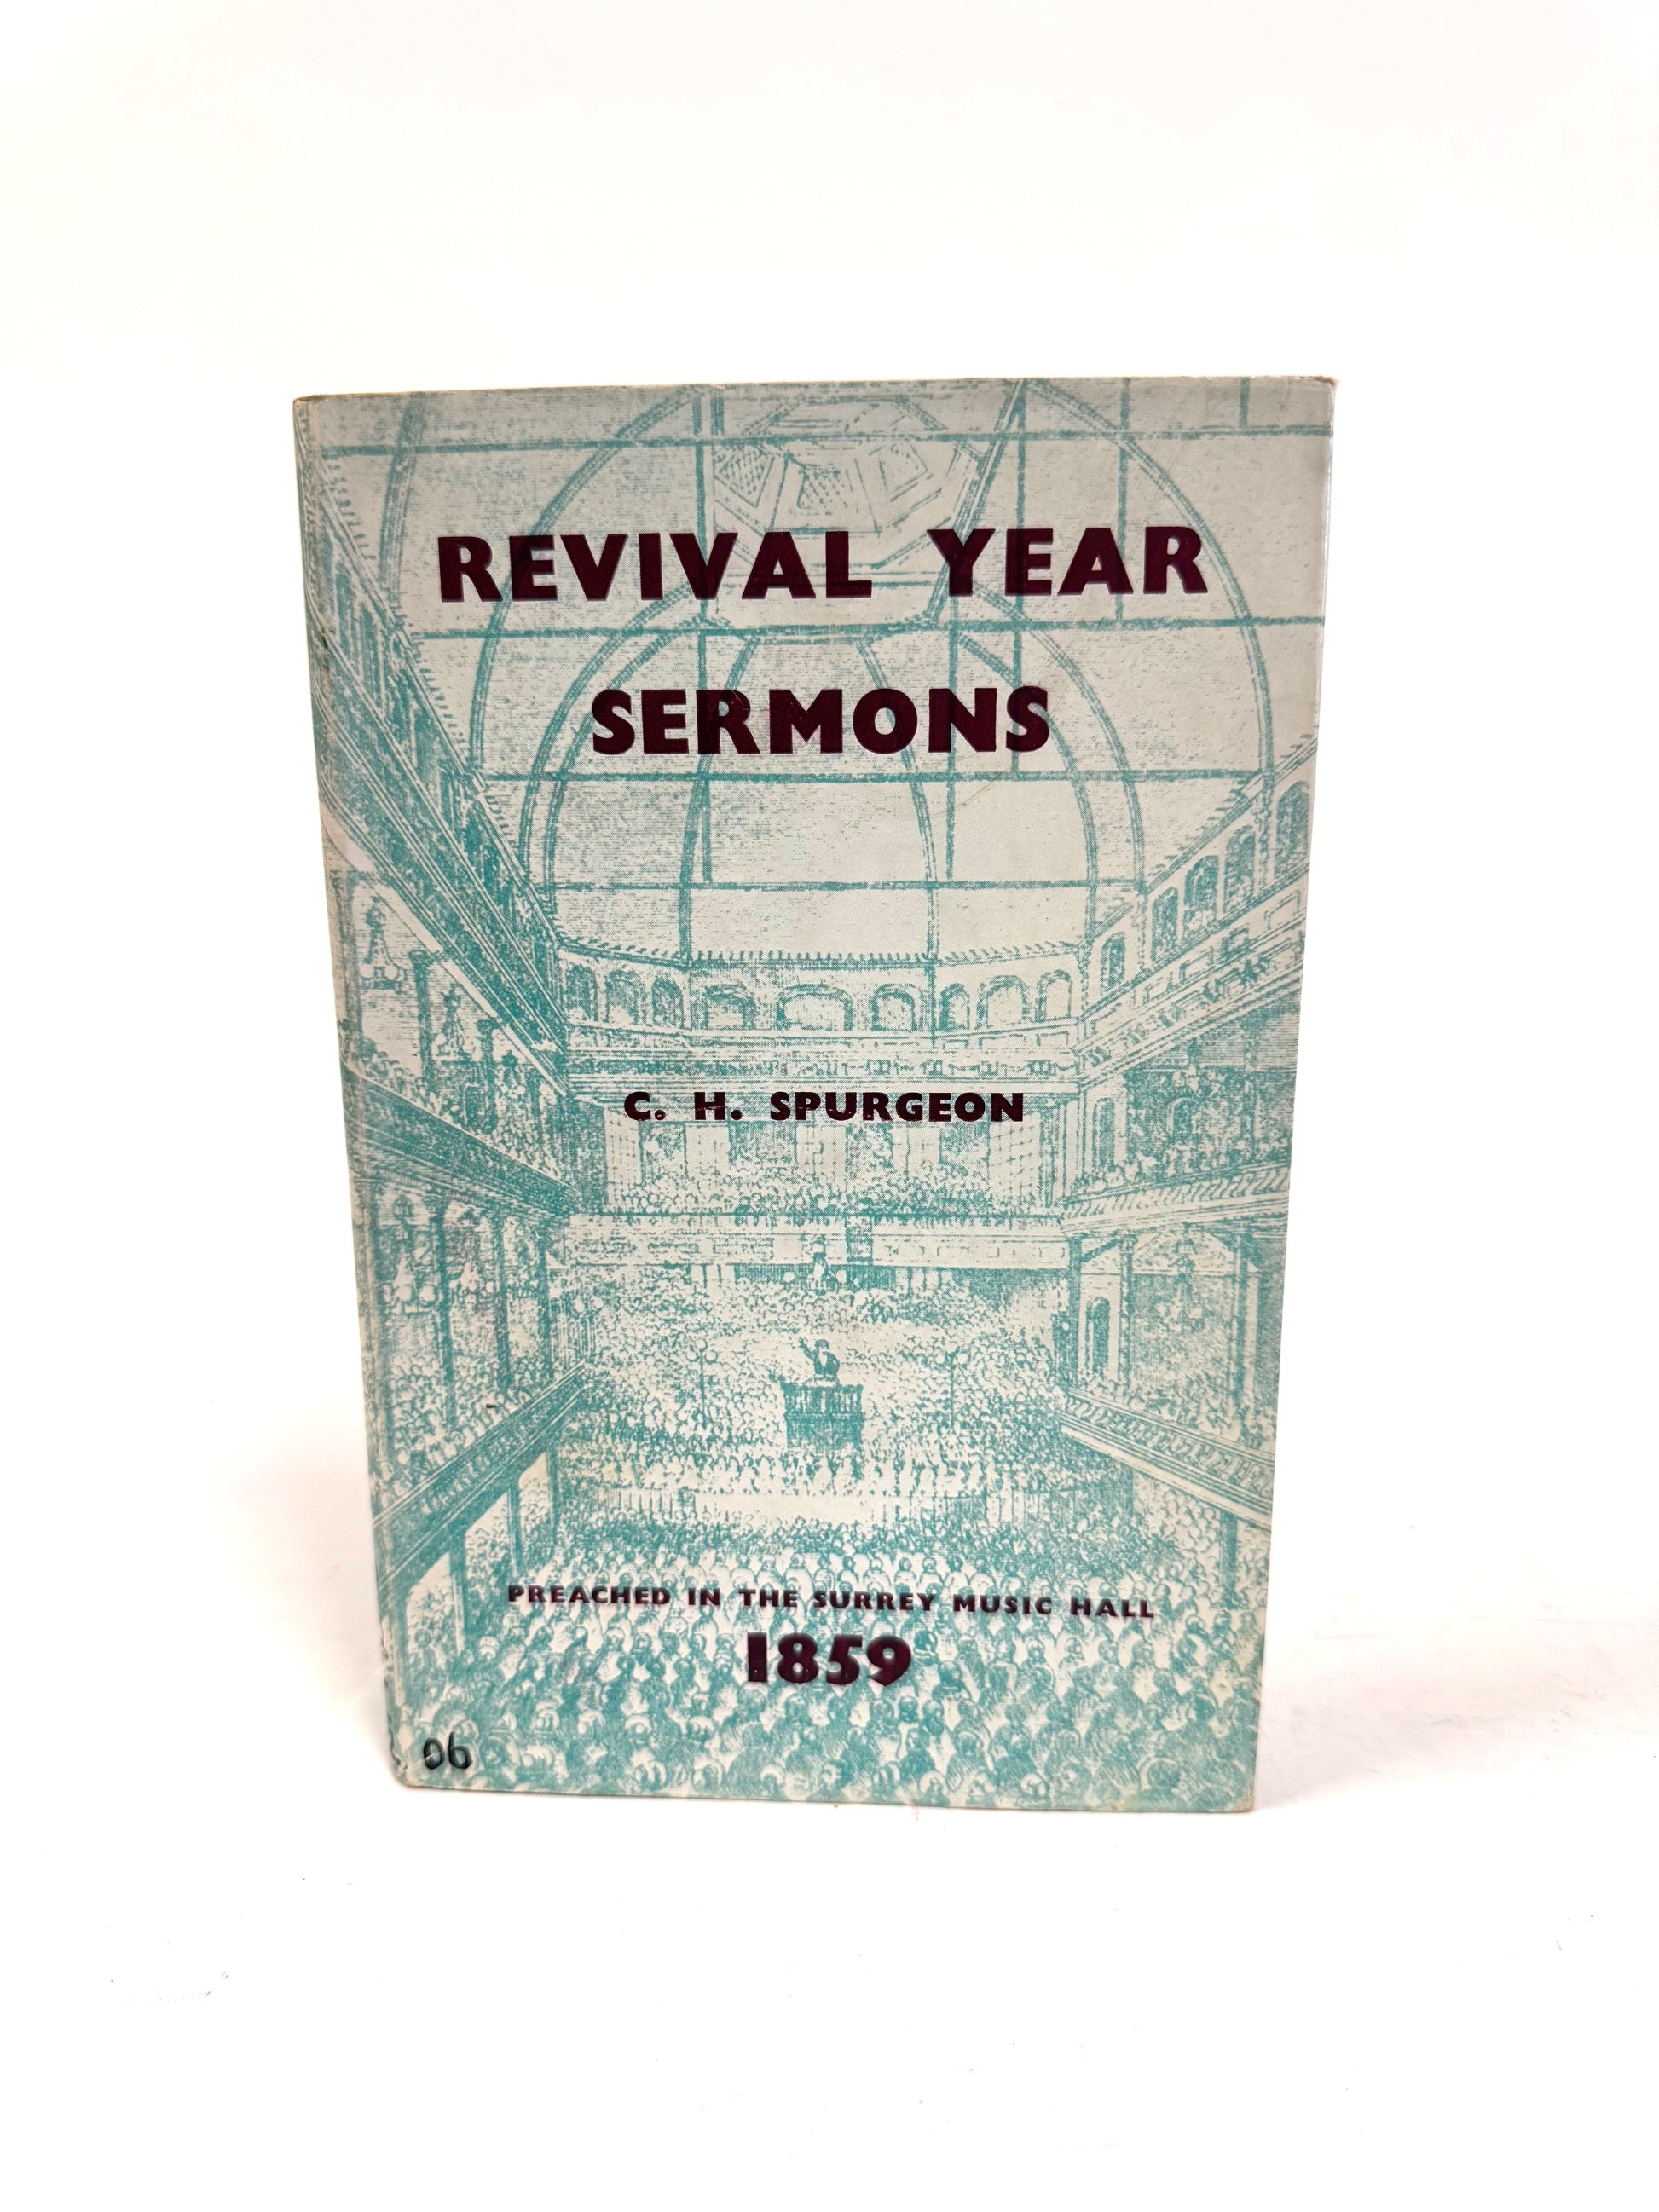 REVIVAL YEAR
SERMONS
C. H. SPURGEON
PREACHED IN THE SURREY MUSIC HALL
1859
06